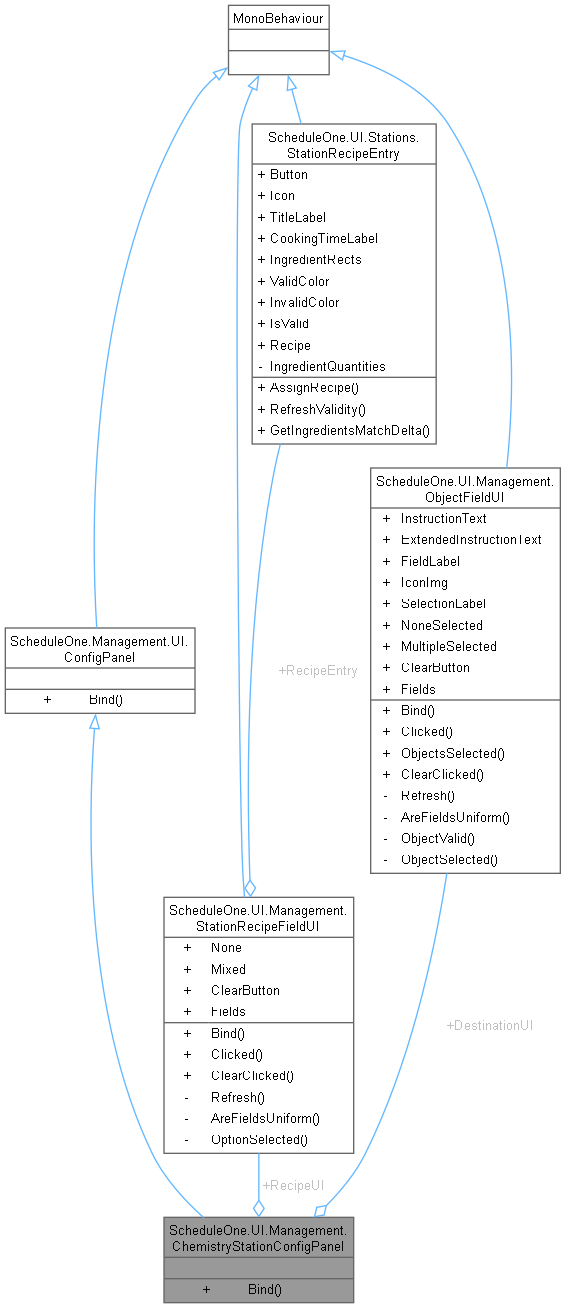 MonoBehaviour
ScheduleOne.UI.Stations.
StationRecipeEntry
+ Button
+ Icon
+ TitleLabel
+ CookingTimeLabel
+ IngredientRects
+ ValidColor
+ InvalidColor
+ IsValid
+ Recipe
- IngredientQuantities
+ AssignRecipe()
+ RefreshValidity()
+ GetIngredientsMatchDelta()
ScheduleOne.UI.Management.
ObjectFieldUI
+ InstructionText
+ ExtendedInstructionText
+ FieldLabel
+ IconImg
+ SelectionLabel
+ NoneSelected
+ MultipleSelected
+ ClearButton
+ Fields
+ Bind()
+ Clicked()
+ ObjectsSelected()
+ ClearClicked()
- Refresh()
- AreFieldsUniform()
- ObjectValid()
- ObjectSelected()
ScheduleOne.Management.UI.
ConfigPanel
+ Bind()
+RecipeEntry
ScheduleOne.UI.Management.
StationRecipeFieldUI
+ None
+ Mixed
+ ClearButton
+ Fields
+ Bind()
+ Clicked()
+ ClearClicked()
- Refresh()
- AreFieldsUniform()
- OptionSelected()
+DestinationUI
+RecipeUI
ScheduleOne.UI.Management.
ChemistryStationConfigPanel
+ Bind()